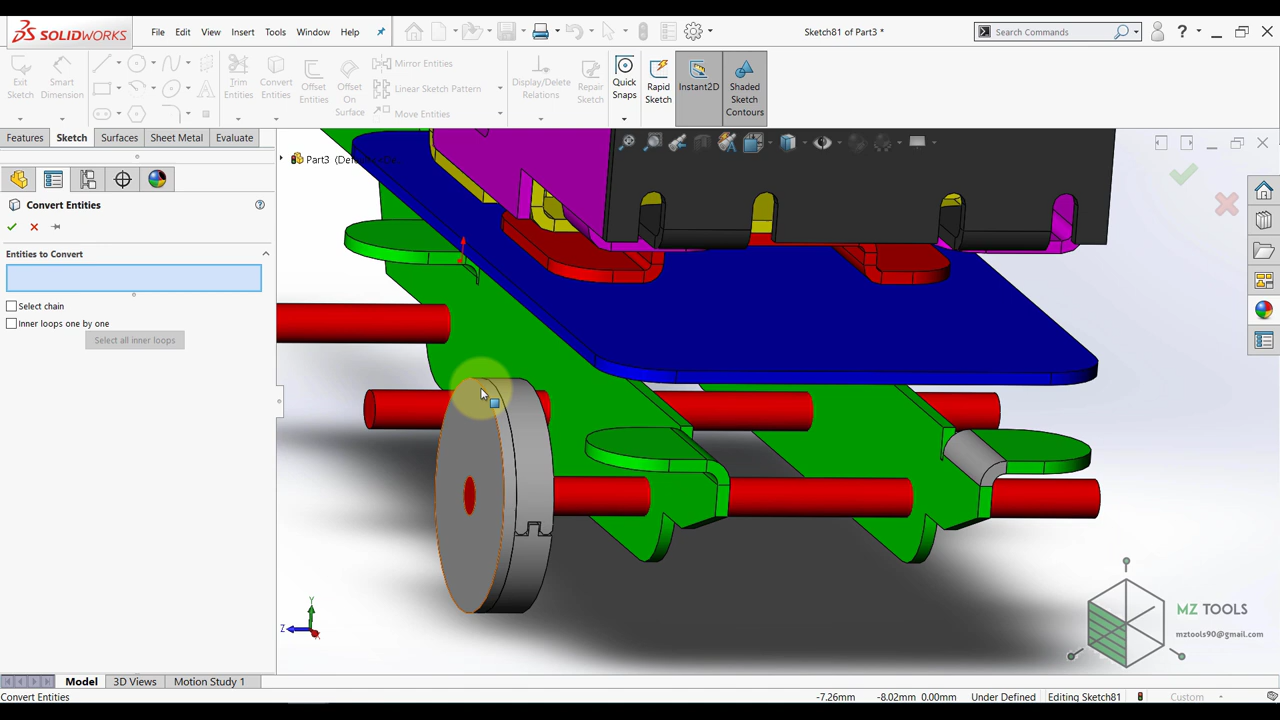 SOLIDWORKS
File Edit View Insert Tools Window Help
Sketch81 of Part3 *
Search Commands
Exit Sketch
Smart Dimension
Trim Entities
Convert Entities
Offset Entities
Offset On Surface
Mirror Entities
Linear Sketch Pattern
Move Entities
Display/Delete Relations
Repair Sketch
Quick Snaps
Rapid Sketch
Instant2D
Shaded Sketch Contours
Features Sketch Surfaces Sheet Metal Evaluate
Part3
Convert Entities
Entities to Convert
Select chain
Inner loops one by one
Select all inner loops
Y
Z
X
MZ TOOLS
mztools90@gmail.com
Model 3D Views Motion Study 1
Convert Entities
-7.26mm -8.02mm 0.00mm Under Defined Editing Sketch81 Custom